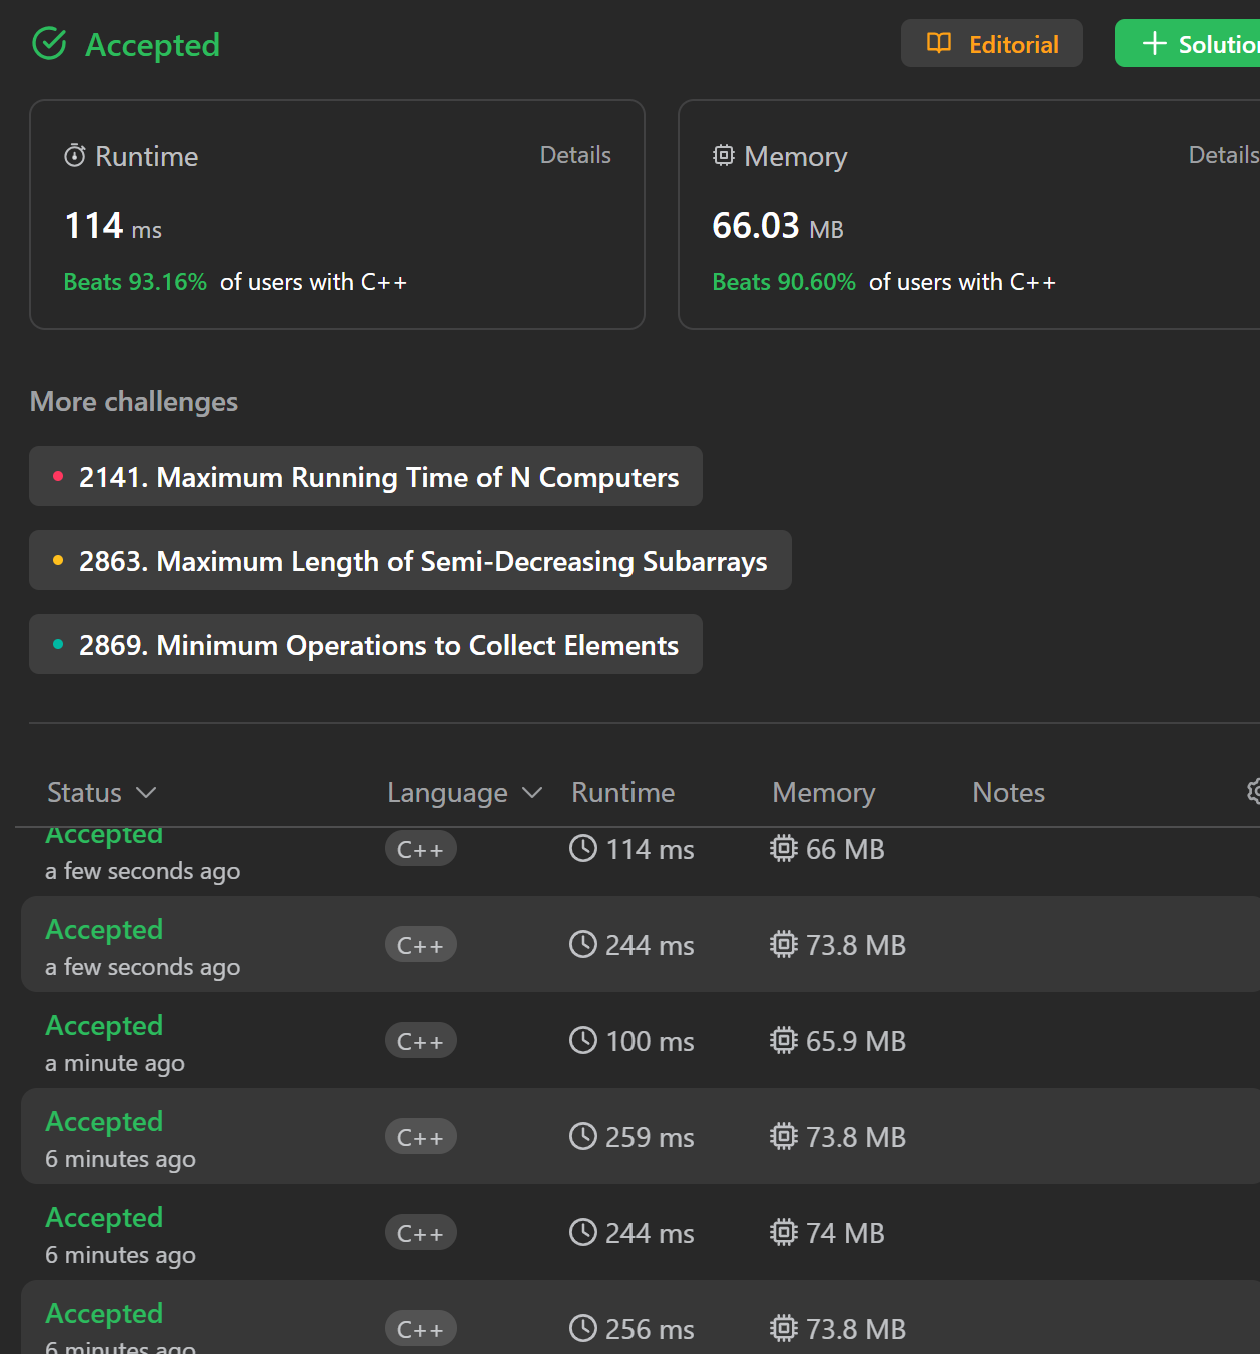 Accepted
Editorial
Solution
Runtime
Details
114 ms
Beats 93.16% of users with C++
Memory
Details
66.03 MB
Beats 90.60% of users with C++
More challenges
2141. Maximum Running Time of N Computers
2863. Maximum Length of Semi-Decreasing Subarrays
2869. Minimum Operations to Collect Elements
Status Language Runtime Memory Notes
Accepted
a few seconds ago
C++ 114 ms 66 MB
Accepted
a few seconds ago
C++ 244 ms 73.8 MB
Accepted
a minute ago
C++ 100 ms 65.9 MB
Accepted
6 minutes ago
C++ 259 ms 73.8 MB
Accepted
6 minutes ago
C++ 244 ms 74 MB
Accepted
6 minutes ago
C++ 256 ms 73.8 MB